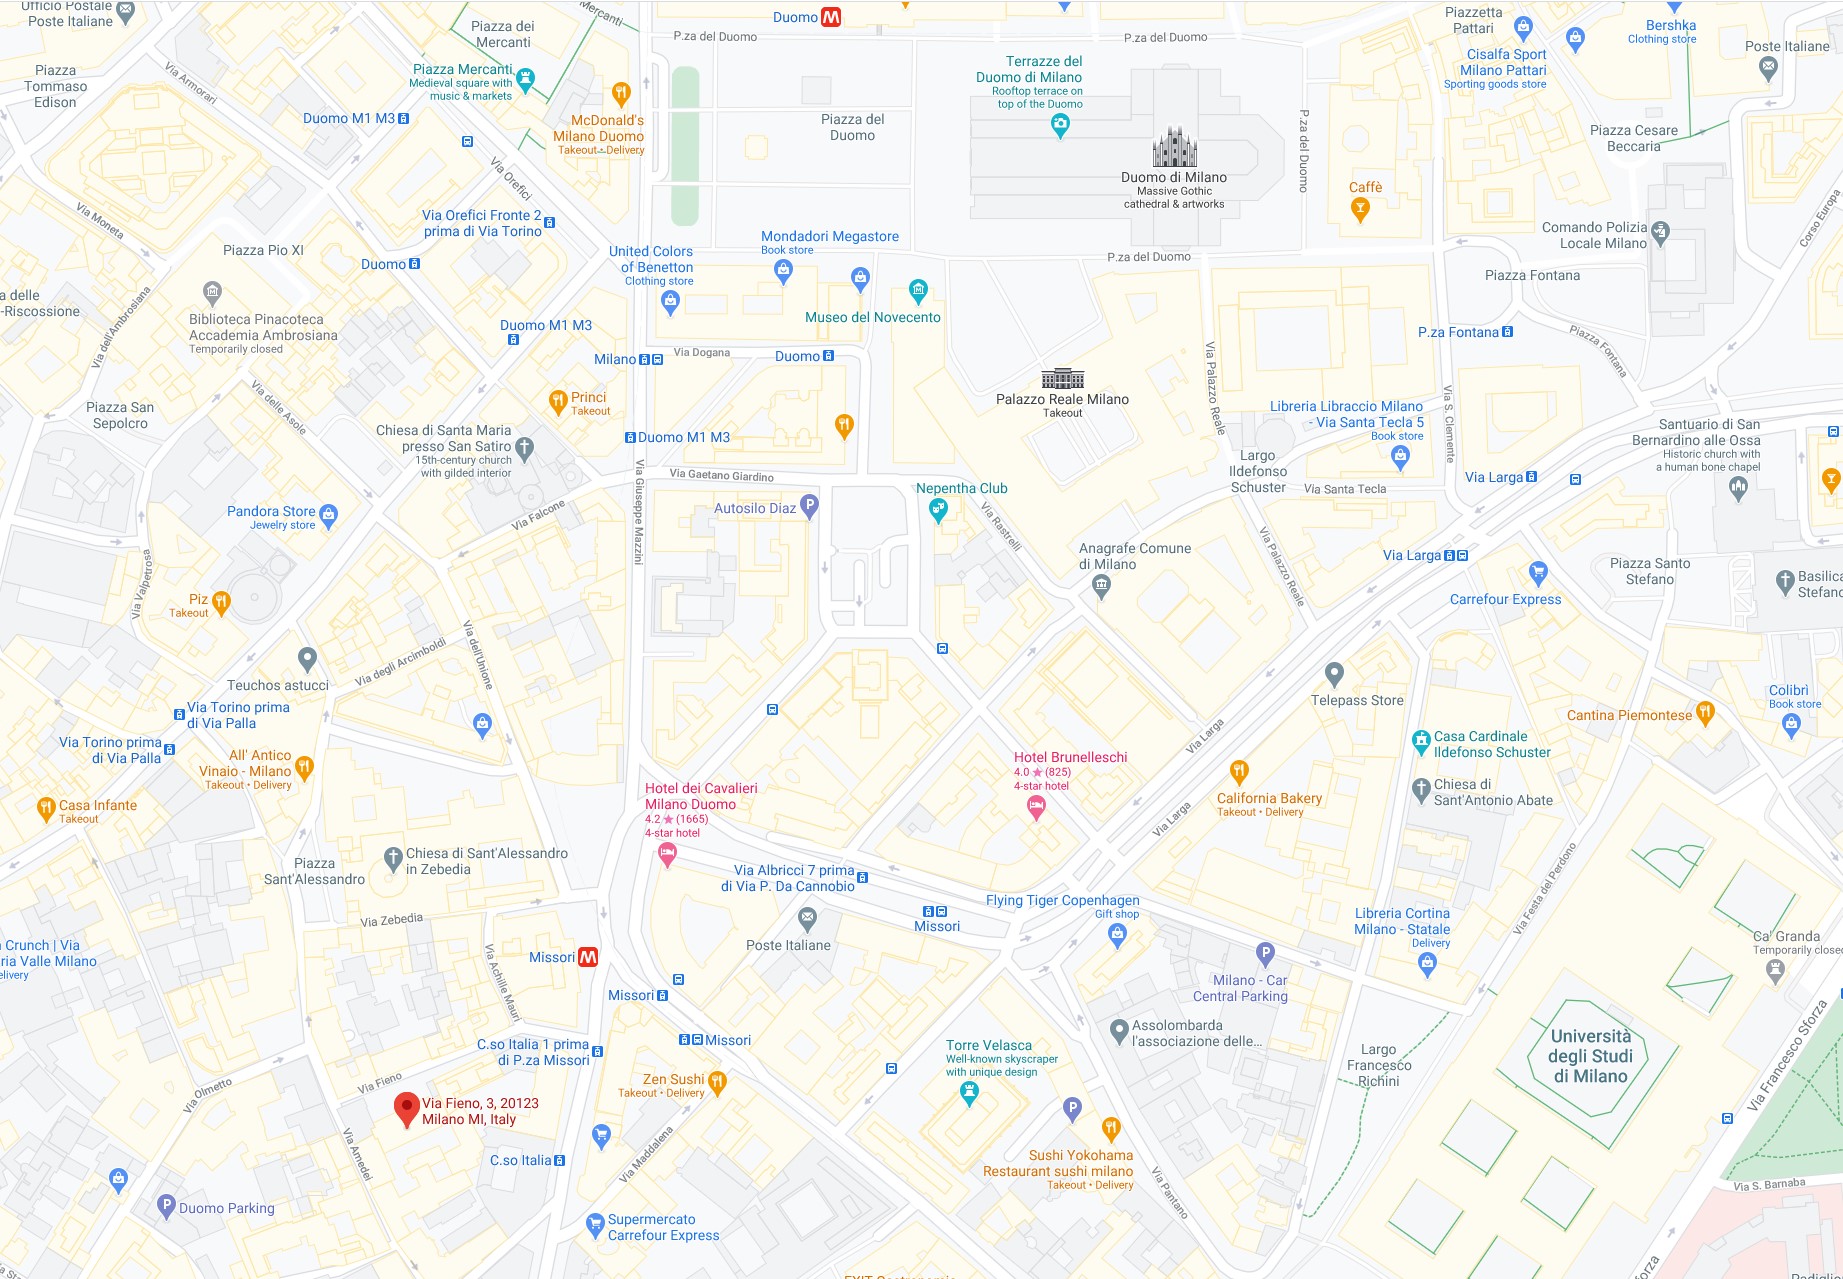 Ufficio Postale
Poste Italiane
Piazza dei
Mercanti
Mercanti
Duomo M
P.za del Duomo
P.za del Duomo
Piazzetta
Pattari
Bershka
Clothing store
Cisalfa Sport
Milano Pattari
Sporting goods store
Poste Italiane
Piazza
Tommaso
Edison
Via Armorari
Piazza Mercanti
Medieval square with
music & markets
Terrazze del
Duomo di Milano
Rooftop terrace on
top of the Duomo
Duomo M1 M3
McDonald's
Milano Duomo
Takeout • Delivery
Piazza del
Duomo
P.za del Duomo
Piazza Cesare
Beccaria
Via Orefici
Duomo di Milano
Massive Gothic
cathedral & artworks
Caffè
Via Moneta
Via Orefici Fronte 2
prima di Via Torino
Corso Europa
Comando Polizia
Locale Milano
Piazza Pio XI
Duomo
United Colors
of Benetton
Clothing store
Mondadori Megastore
Book store
P.za del Duomo
Piazza Fontana
a delle
-Riscossione
Via dell'Ambrosiana
Biblioteca Pinacoteca
Accademia Ambrosiana
Temporarily closed
Duomo M1 M3
Museo del Novecento
P.za Fontana
Piazza Fontana
Milano
Via Dogana
Duomo
Via Palazzo Reale
Palazzo Reale Milano
Takeout
Via S. Clemente
Piazza San
Sepolcro
Via delle Asole
Princi
Takeout
Libreria Libraccio Milano
- Via Santa Tecla 5
Book store
Chiesa di Santa Maria
presso San Satiro
15th-century church
with gilded interior
Duomo M1 M3
Santuario di San
Bernardino alle Ossa
Historic church with
a human bone chapel
Largo
Ildefonso
Schuster
Via Giuseppe Mazzini
Via Gaetano Giardino
Via Santa Tecla
Via Larga
Pandora Store
Jewelry store
Via Falcone
Autosilo Diaz
P
Nepentha Club
Via Rastrelli
Via Palazzo Reale
Anagrafe Comune
di Milano
Via Larga
Piazza Santo
Stefano
Basilica
Stefano
Via Valpetrosa
Piz
Takeout
Carrefour Express
Via dell'Unione
Via degli Arcimboldi
Teuchos astucci
Telepass Store
Via Torino prima
di Via Palla
Cantina Piemontese
Colibrì
Book store
Via Torino prima
di Via Palla
Via Larga
Casa Cardinale
Ildefonso Schuster
All' Antico
Vinaio - Milano
Takeout • Delivery
Hotel Brunelleschi
4.0 ★ (825)
4-star hotel
Hotel dei Cavalieri
Milano Duomo
4.2 ★ (1665)
4-star hotel
Chiesa di
Sant'Antonio Abate
California Bakery
Takeout • Delivery
Via Larga
Casa Infante
Takeout
Piazza
Sant'Alessandro
Chiesa di Sant'Alessandro
in Zebedia
Via Albricci 7 prima
di Via P. Da Cannobio
Via Festa del Perdono
Flying Tiger Copenhagen
Gift shop
Missori
Via Zebedia
Libreria Cortina
Milano - Statale
Delivery
Crunch | Via
ria Valle Milano
elivery
Poste Italiane
Ca' Granda
Temporarily closed
Missori M
Via Achille Mauri
P
Milano - Car
Central Parking
Missori
Assolombarda
l'associazione delle...
Via Francesco Sforza
Università
degli Studi
di Milano
Missori
C.so Italia 1 prima
di P.za Missori
Torre Velasca
Well-known skyscraper
with unique design
Largo
Francesco
Richini
Via Olmetto
Via Fieno
Zen Sushi
Takeout • Delivery
Via Fieno, 3, 20123
Milano MI, Italy
P
Via Amedei
Via Maddalena
C.so Italia
Sushi Yokohama
Restaurant sushi milano
Takeout • Delivery
Via Pantano
Via S. Barnaba
P
Duomo Parking
Supermercato
Carrefour Express
forza